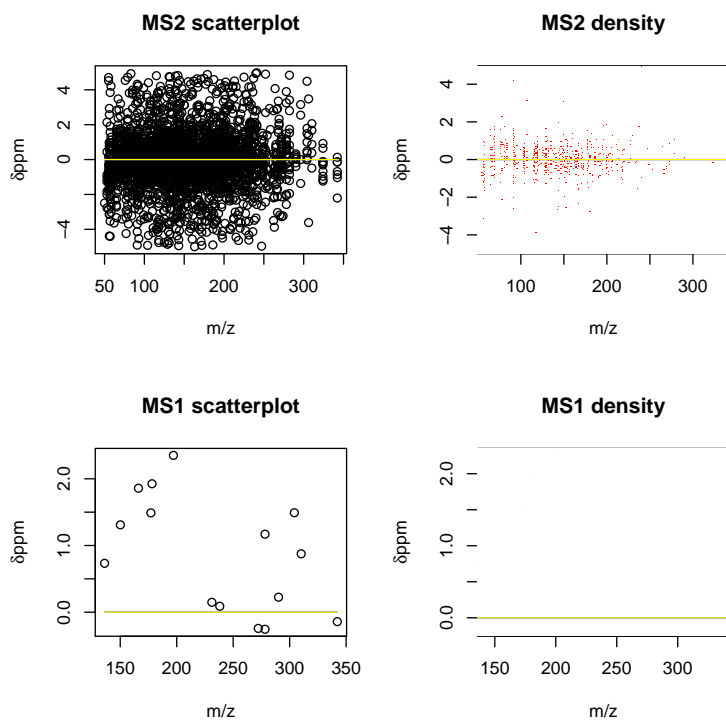 MS2 scatterplot
δppm
4
2
0
−2
−4
50 100 200 300
m/z
MS2 density
δppm
4
2
0
−2
−4
100 150 200 250 300
m/z
MS1 scatterplot
δppm
2.0
1.0
0.0
150 200 250 300 350
m/z
MS1 density
δppm
2.0
1.0
0.0
150 200 250 300
m/z